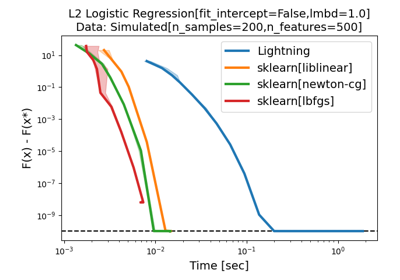 L2 Logistic Regression[fit_intercept=False,lmbd=1.0]
Data: Simulated[n_samples=200,n_features=500]
Lightning
sklearn[liblinear]
sklearn[newton-cg]
sklearn[lbfgs]
F(x) - F(x*)
10¹
10⁻¹
10⁻³
10⁻⁵
10⁻⁷
10⁻⁹
10⁻³
10⁻²
10⁻¹
10⁰
Time [sec]